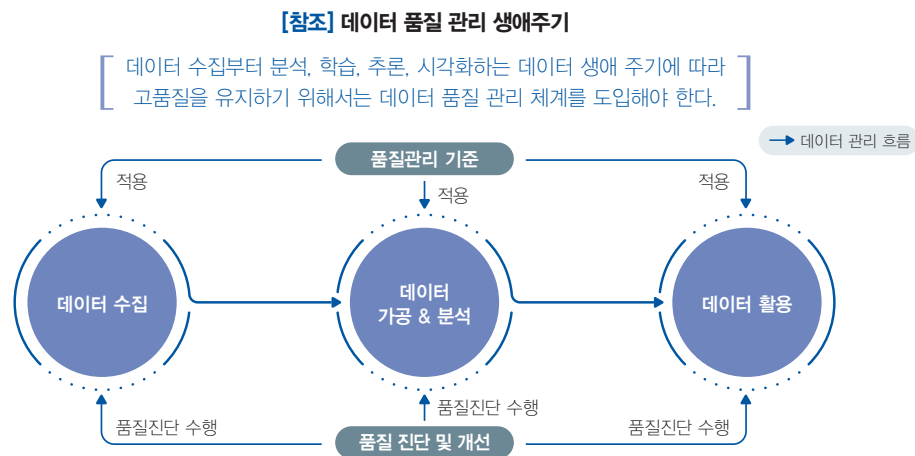 [참조] 데이터 품질 관리 생애주기
데이터 수집부터 분석, 학습, 추론, 시각화하는 데이터 생애 주기에 따라
고품질을 유지하기 위해서는 데이터 품질 관리 체계를 도입해야 한다.
데이터 관리 흐름
품질관리 기준
적용
적용
적용
데이터 수집
데이터
가공 & 분석
데이터 활용
품질진단 수행
품질진단 수행
품질진단 수행
품질 진단 및 개선